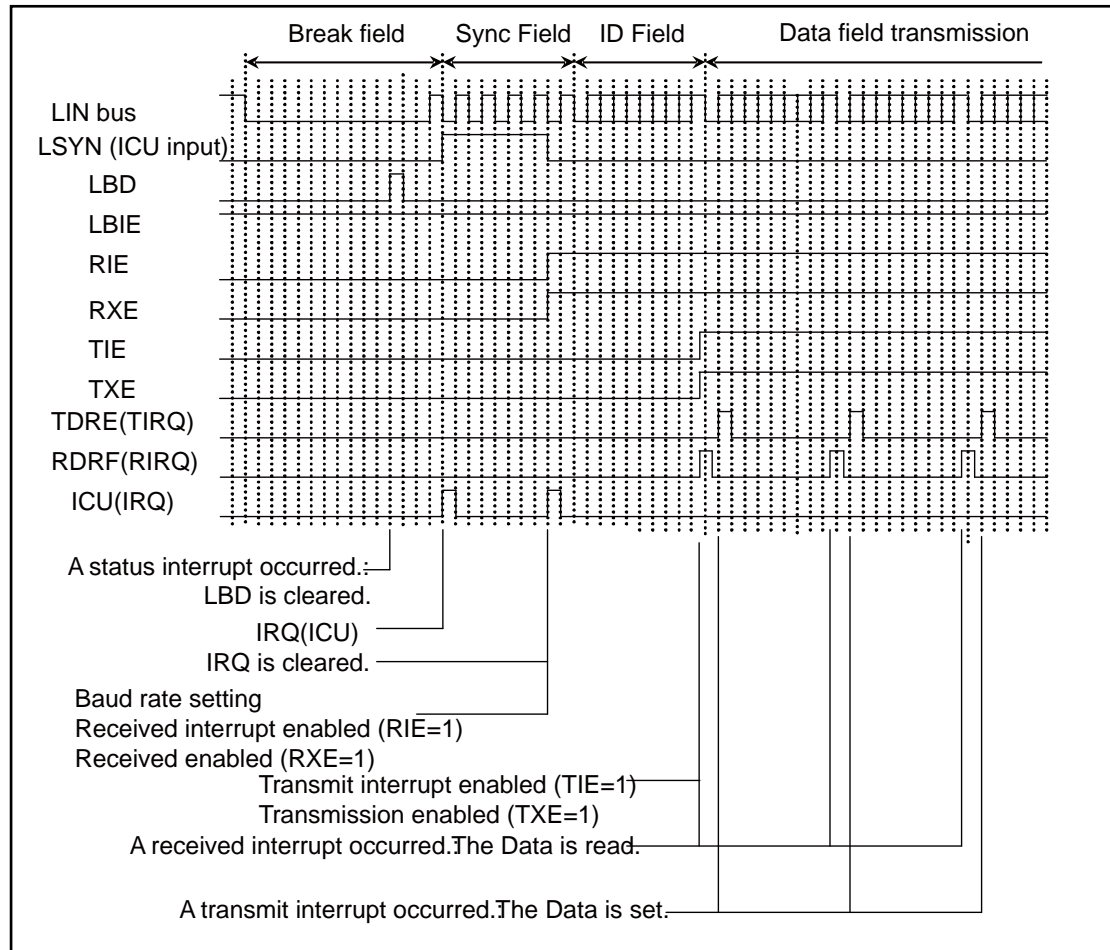 Break field Sync Field ID Field Data field transmission
LIN bus
LSYN (ICU input)
LBD
LBIE
RIE
RXE
TIE
TXE
TDRE(TIRQ)
RDRF(RIRQ)
ICU(IRQ)
A status interrupt occurred.:
LBD is cleared.
IRQ(ICU)
IRQ is cleared.
Baud rate setting
Received interrupt enabled (RIE=1)
Received enabled (RXE=1)
Transmit interrupt enabled (TIE=1)
Transmission enabled (TXE=1)
A received interrupt occurred.:The Data is read.
A transmit interrupt occurred.:The Data is set.